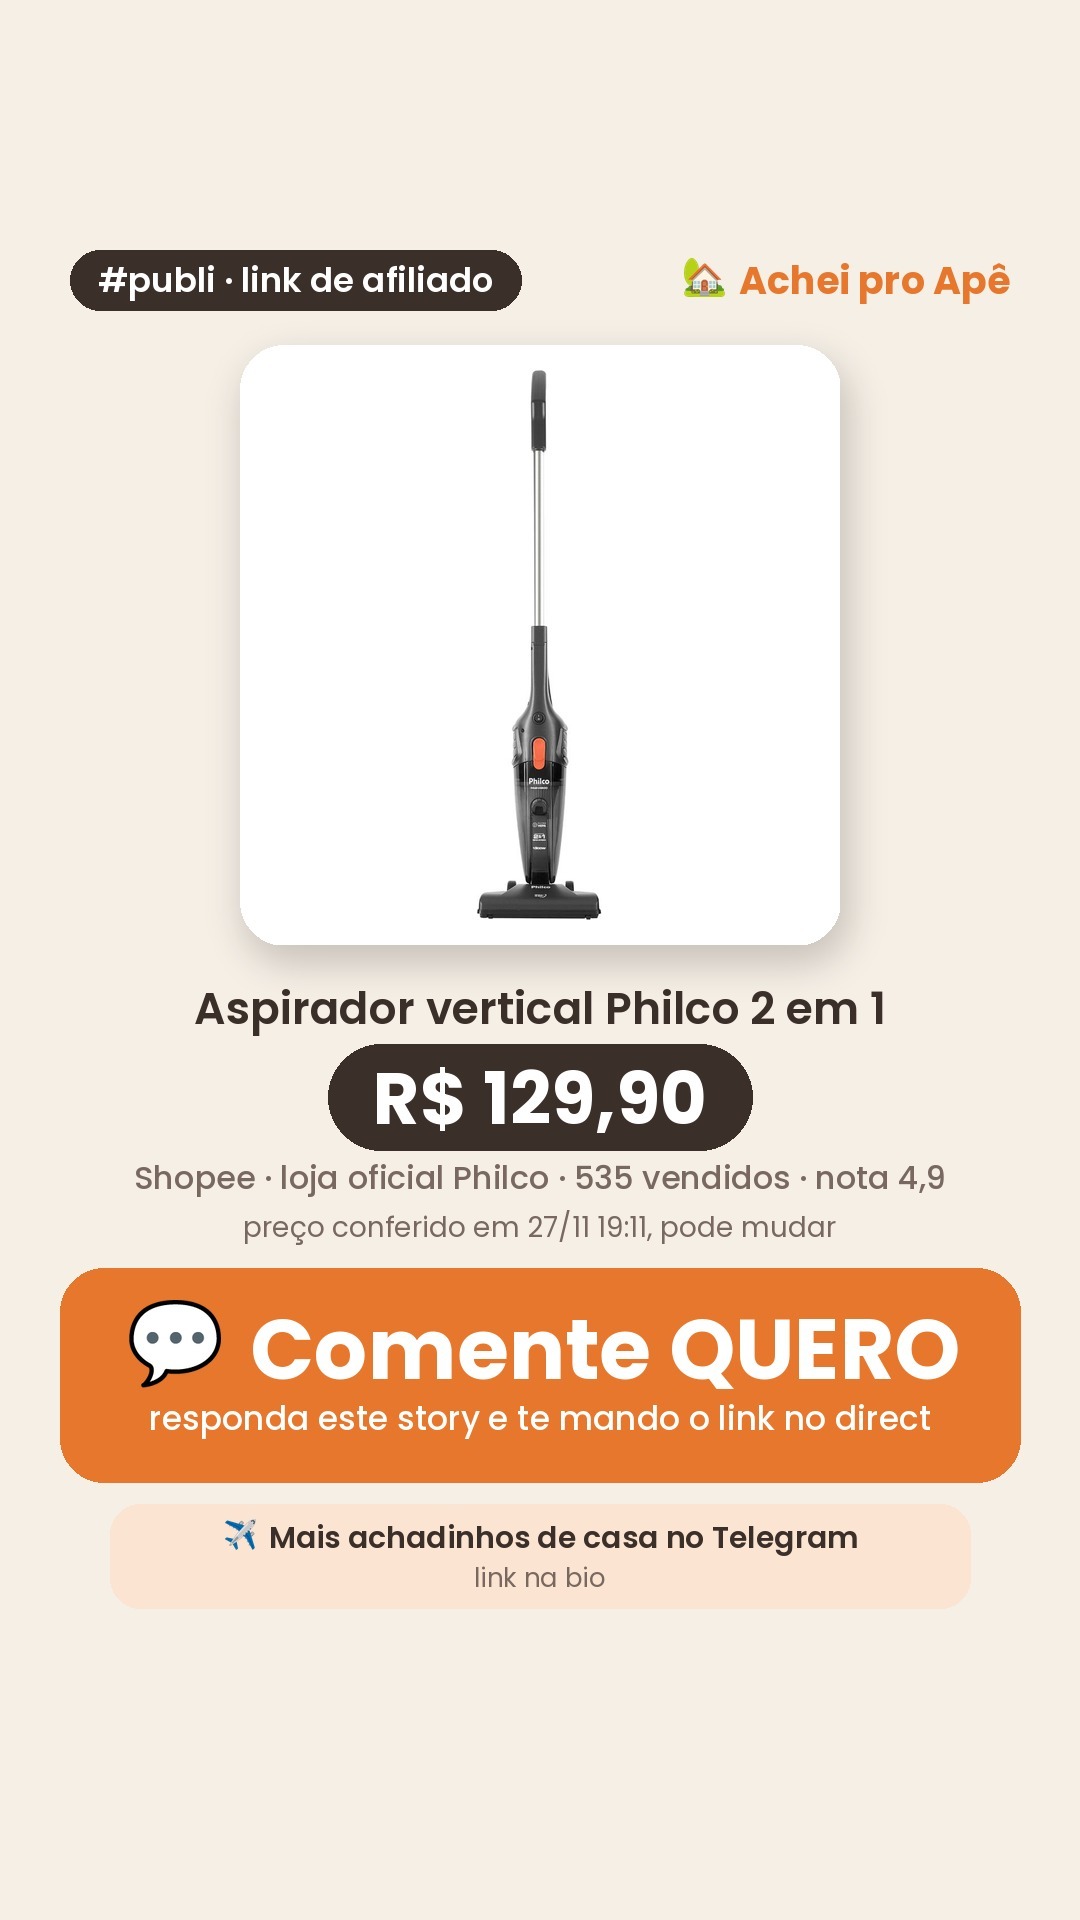 #publi · link de afiliado
🏡 Achei pro Apê
Philco
Philco
Aspirador vertical Philco 2 em 1
R$ 129,90
Shopee · loja oficial Philco · 535 vendidos · nota 4,9
preço conferido em 27/11 19:11, pode mudar
💬 Comente QUERO
responda este story e te mando o link no direct
✈️ Mais achadinhos de casa no Telegram
link na bio